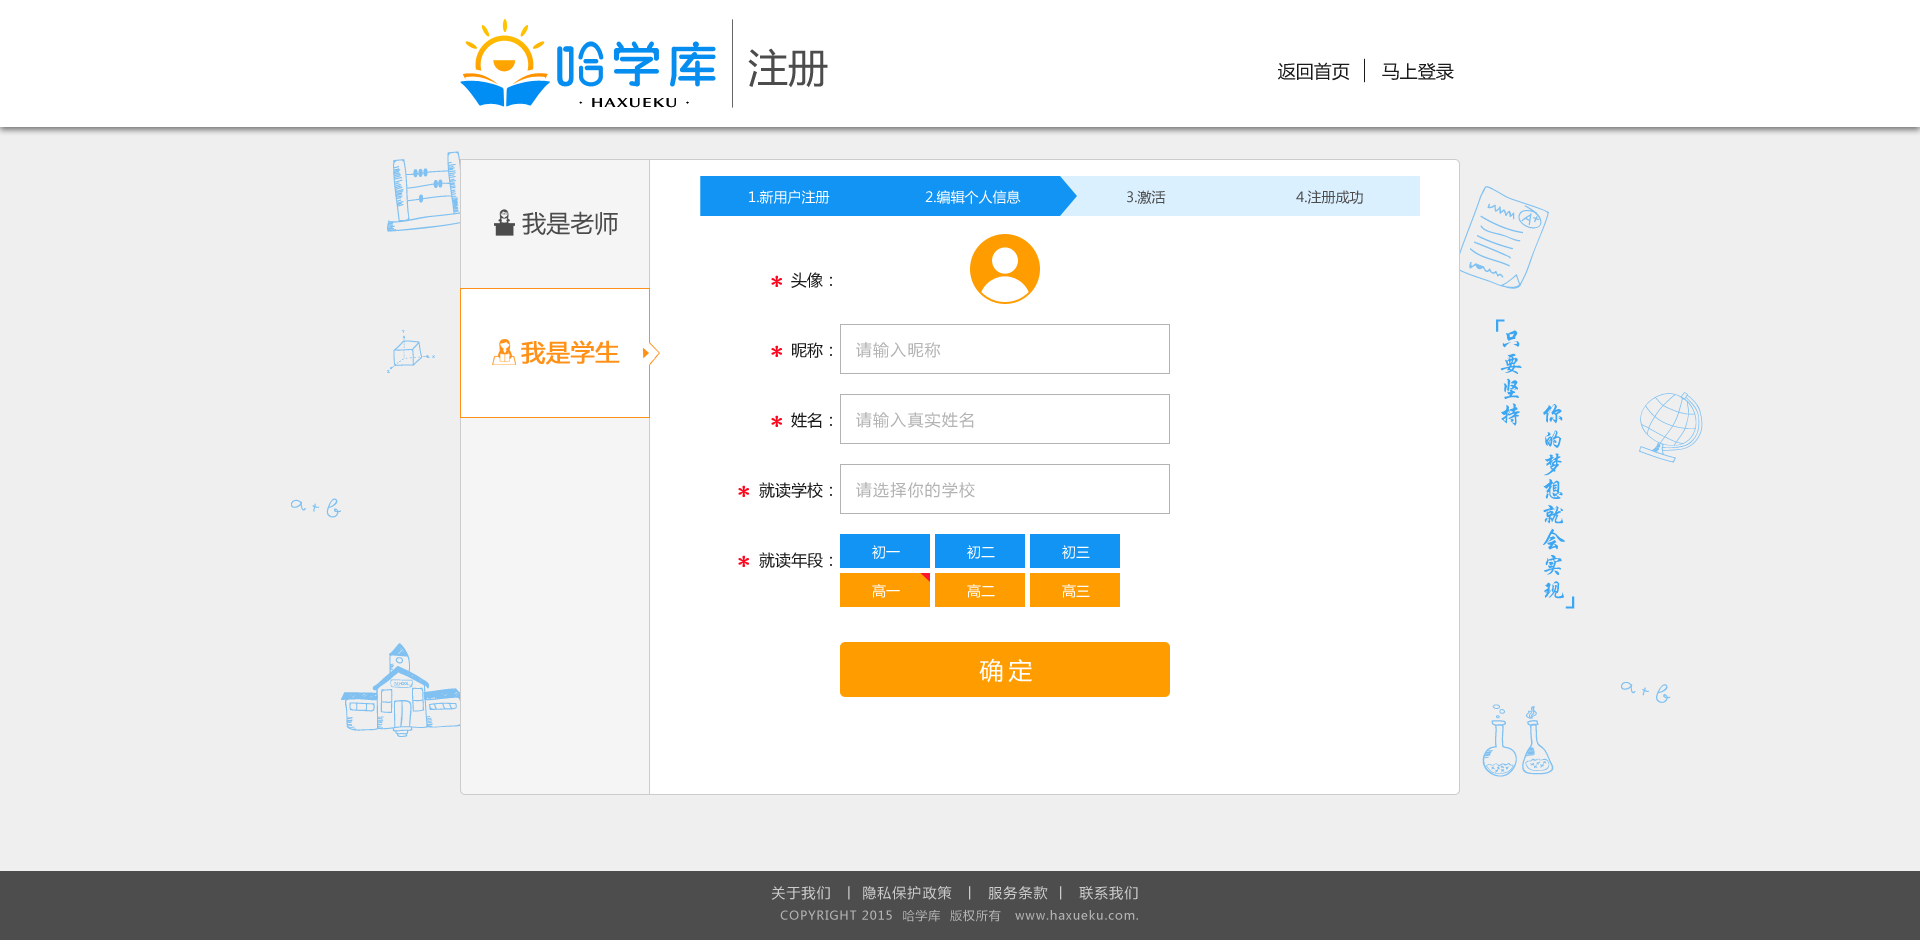 哈学库
· HAXUEKU ·
注册
返回首页 | 马上登录
我是老师
我是学生
1.新用户注册 2.编辑个人信息 3.激活 4.注册成功
* 头像：
* 昵称： 请输入昵称
* 姓名： 请输入真实姓名
* 就读学校： 请选择你的学校
* 就读年段： 初一 初二 初三
高一 高二 高三
确定
A+
「只要坚持
你的梦想就会实现」
a+b
a+b
关于我们 | 隐私保护政策 | 服务条款 | 联系我们
COPYRIGHT 2015 哈学库 版权所有 www.haxueku.com.